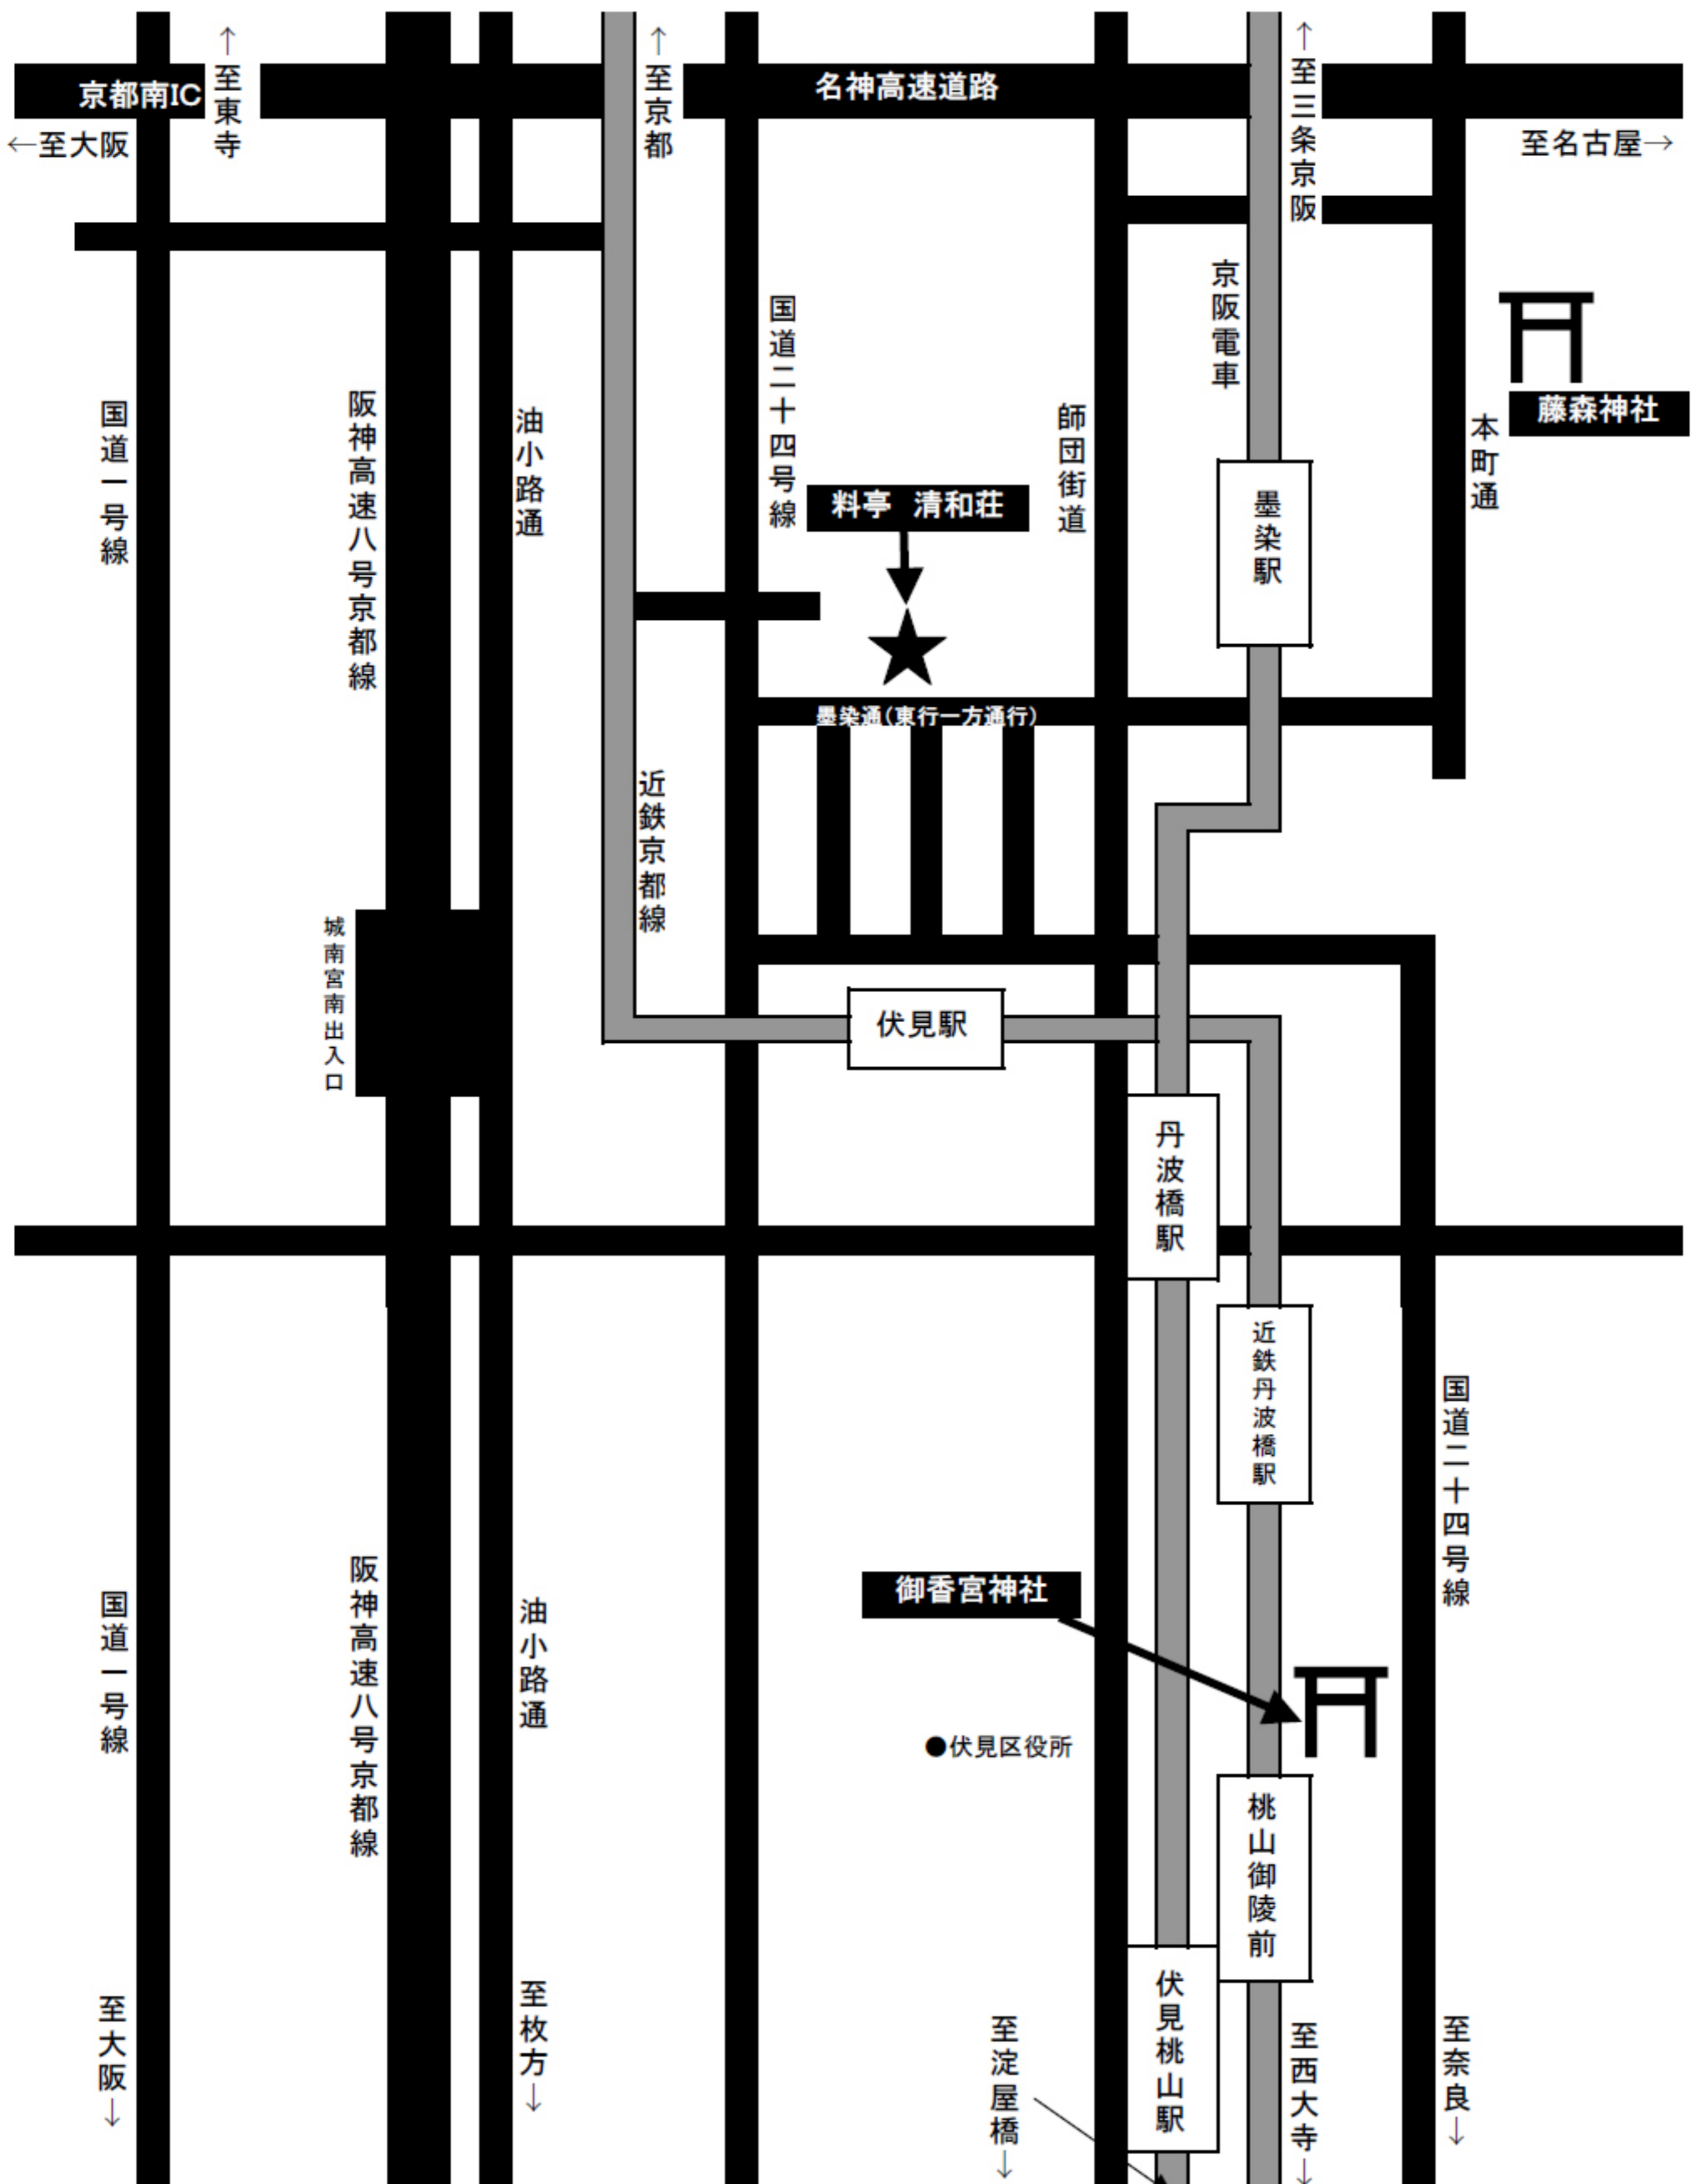 ↑至東寺
↑至京都
↑至三条京阪
京都南IC
名神高速道路
←至大阪
至名古屋→
京阪電車
国道二十四号線
藤森神社
国道一号線
阪神高速八号京都線
油小路通
師団街道
本町通
料亭 清和荘
墨染駅
墨染通(東行一方通行)
近鉄京都線
城南宮南出入口
伏見駅
丹波橋駅
近鉄丹波橋駅
国道二十四号線
御香宮神社
国道一号線
阪神高速八号京都線
油小路通
●伏見区役所
桃山御陵前
伏見桃山駅
至大阪↓
至枚方↓
至淀屋橋↓
至西大寺↓
至奈良↓